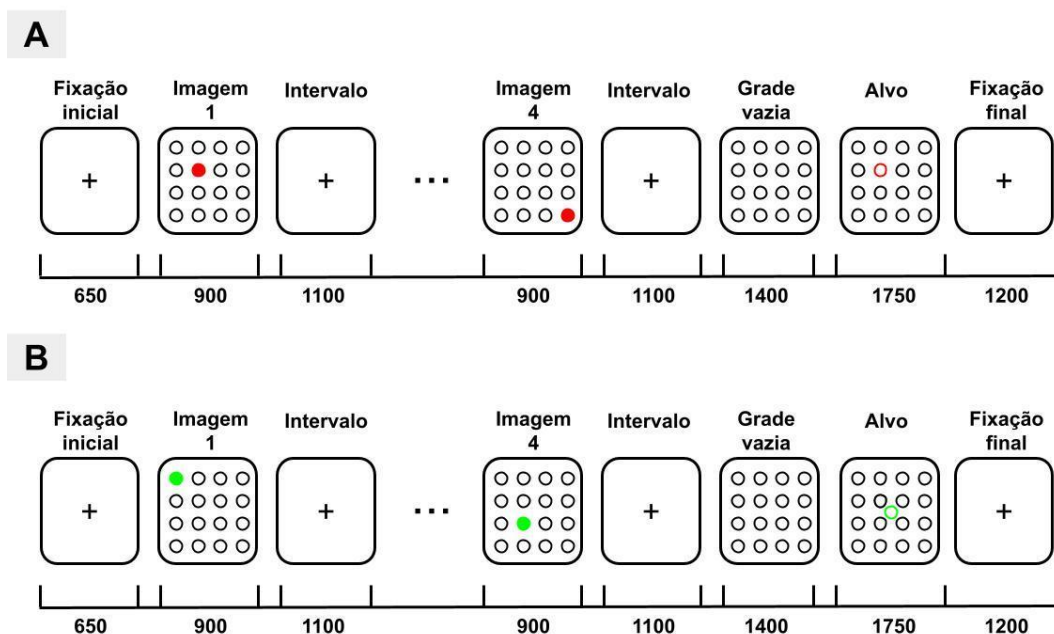 A
Fixação inicial
Imagem 1
Intervalo
...
Imagem 4
Intervalo
Grade vazia
Alvo
Fixação final
650 900 1100 900 1100 1400 1750 1200
B
Fixação inicial
Imagem 1
Intervalo
...
Imagem 4
Intervalo
Grade vazia
Alvo
Fixação final
650 900 1100 900 1100 1400 1750 1200